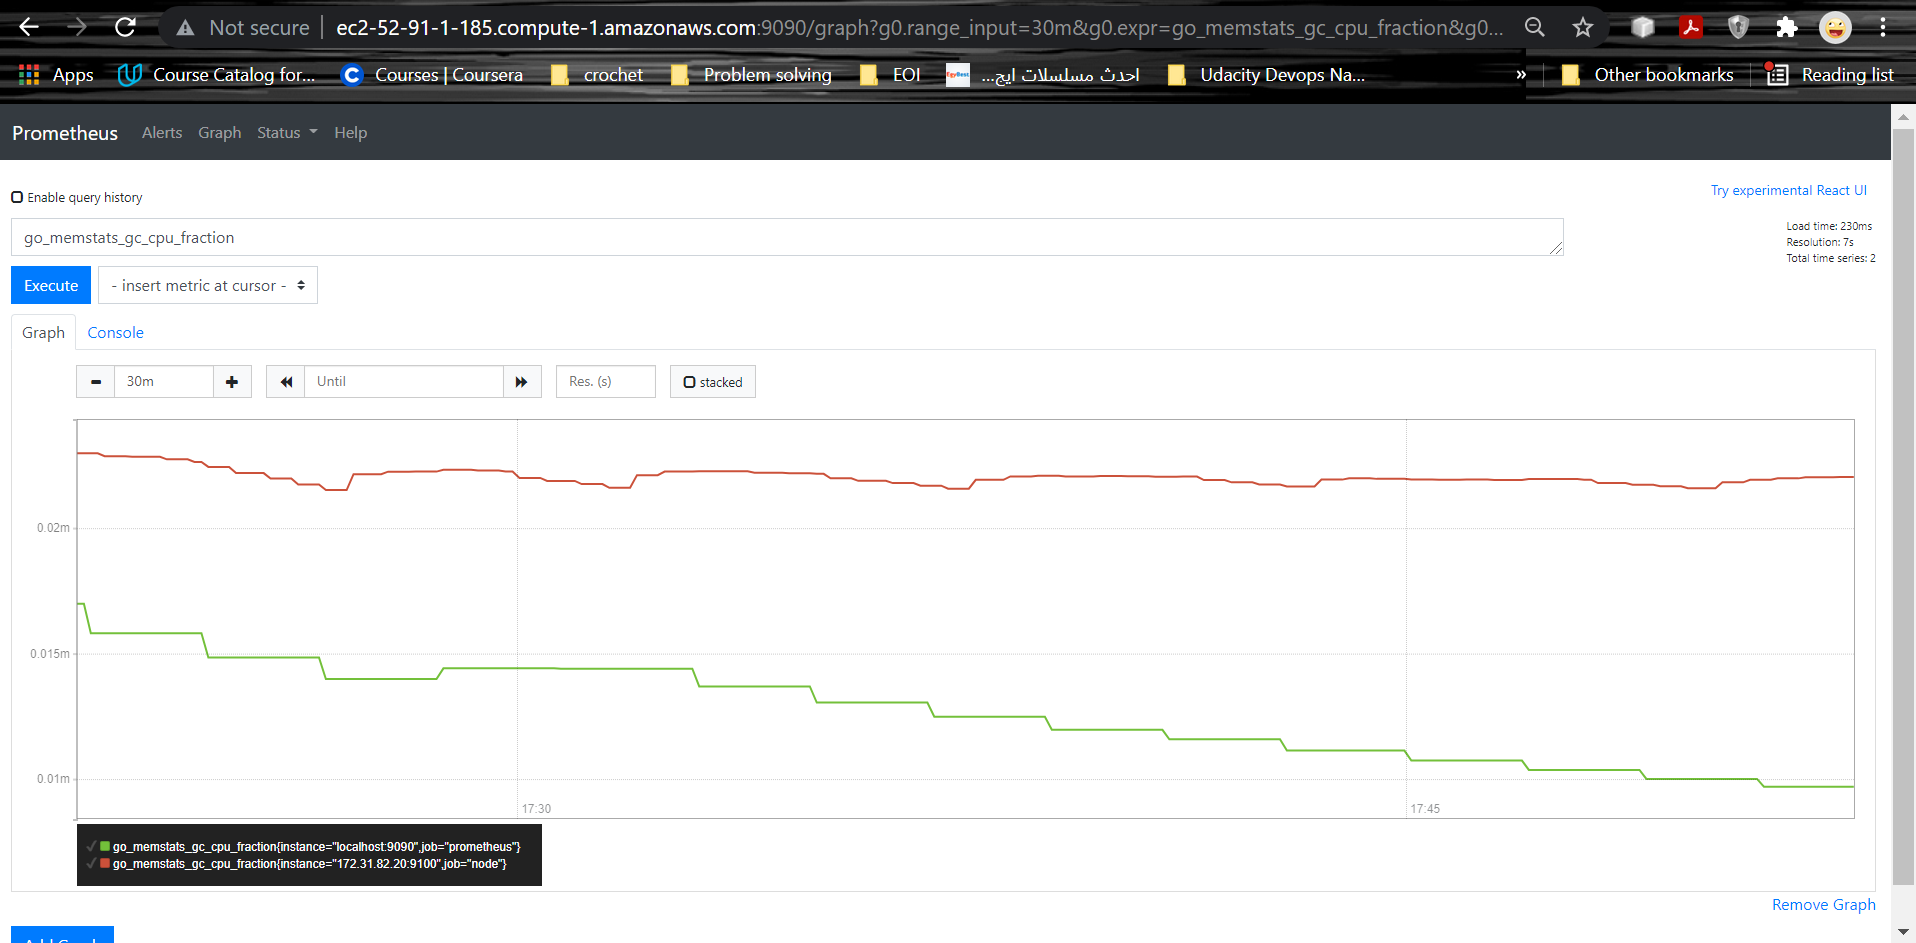 Not secure ec2-52-91-1-185.compute-1.amazonaws.com:9090/graph?g0.range_input=30m&g0.expr=go_memstats_gc_cpu_fraction&g0...
Apps Course Catalog for... Courses | Coursera crochet Problem solving EOI EgyBest احدث مسلسلات ايج... Udacity Devops Na... » Other bookmarks Reading list
Prometheus Alerts Graph Status Help
Enable query history
Try experimental React UI
go_memstats_gc_cpu_fraction
Load time: 230ms
Resolution: 7s
Total time series: 2
Execute - insert metric at cursor -
Graph Console
30m Until Res. (s) stacked
0.02m
0.015m
0.01m
17:30 17:45
go_memstats_gc_cpu_fraction{instance="localhost:9090",job="prometheus"}
go_memstats_gc_cpu_fraction{instance="172.31.82.20:9100",job="node"}
Remove Graph
Add Graph